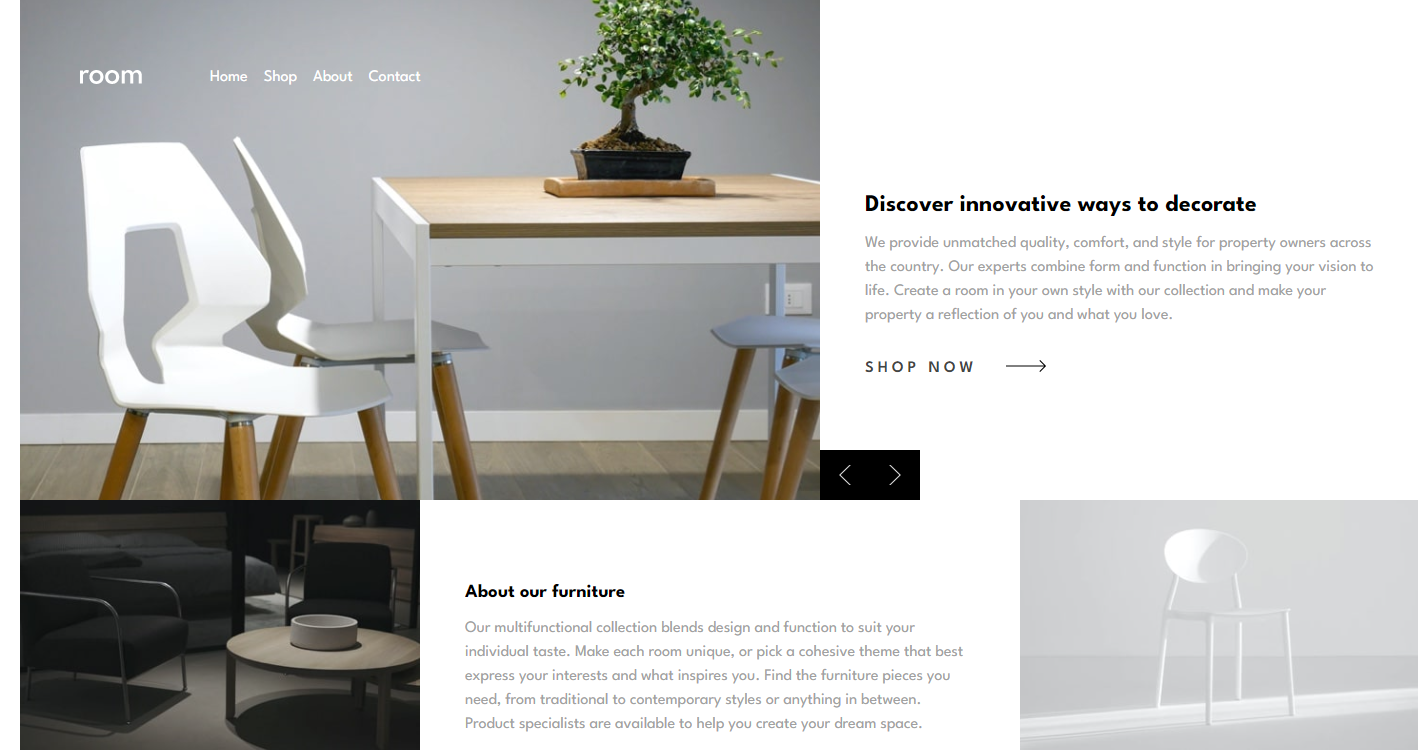 room
Home Shop About Contact
Discover innovative ways to decorate
We provide unmatched quality, comfort, and style for property owners across
the country. Our experts combine form and function in bringing your vision to
life. Create a room in your own style with our collection and make your
property a reflection of you and what you love.
SHOP NOW
About our furniture
Our multifunctional collection blends design and function to suit your
individual taste. Make each room unique, or pick a cohesive theme that best
express your interests and what inspires you. Find the furniture pieces you
need, from traditional to contemporary styles or anything in between.
Product specialists are available to help you create your dream space.